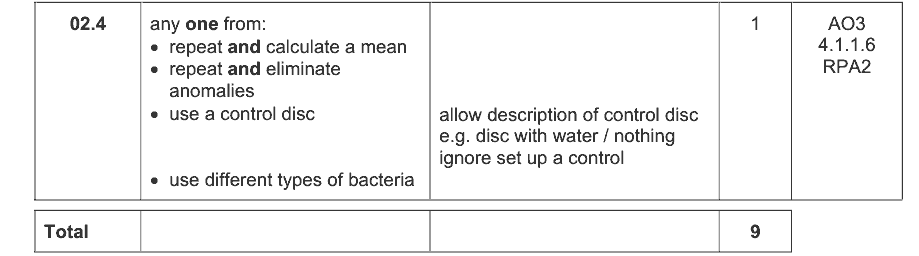 02.4
any one from:
• repeat and calculate a mean
• repeat and eliminate
anomalies
• use a control disc
• use different types of bacteria
allow description of control disc
e.g. disc with water / nothing
ignore set up a control
1
AO3
4.1.1.6
RPA2
Total
9